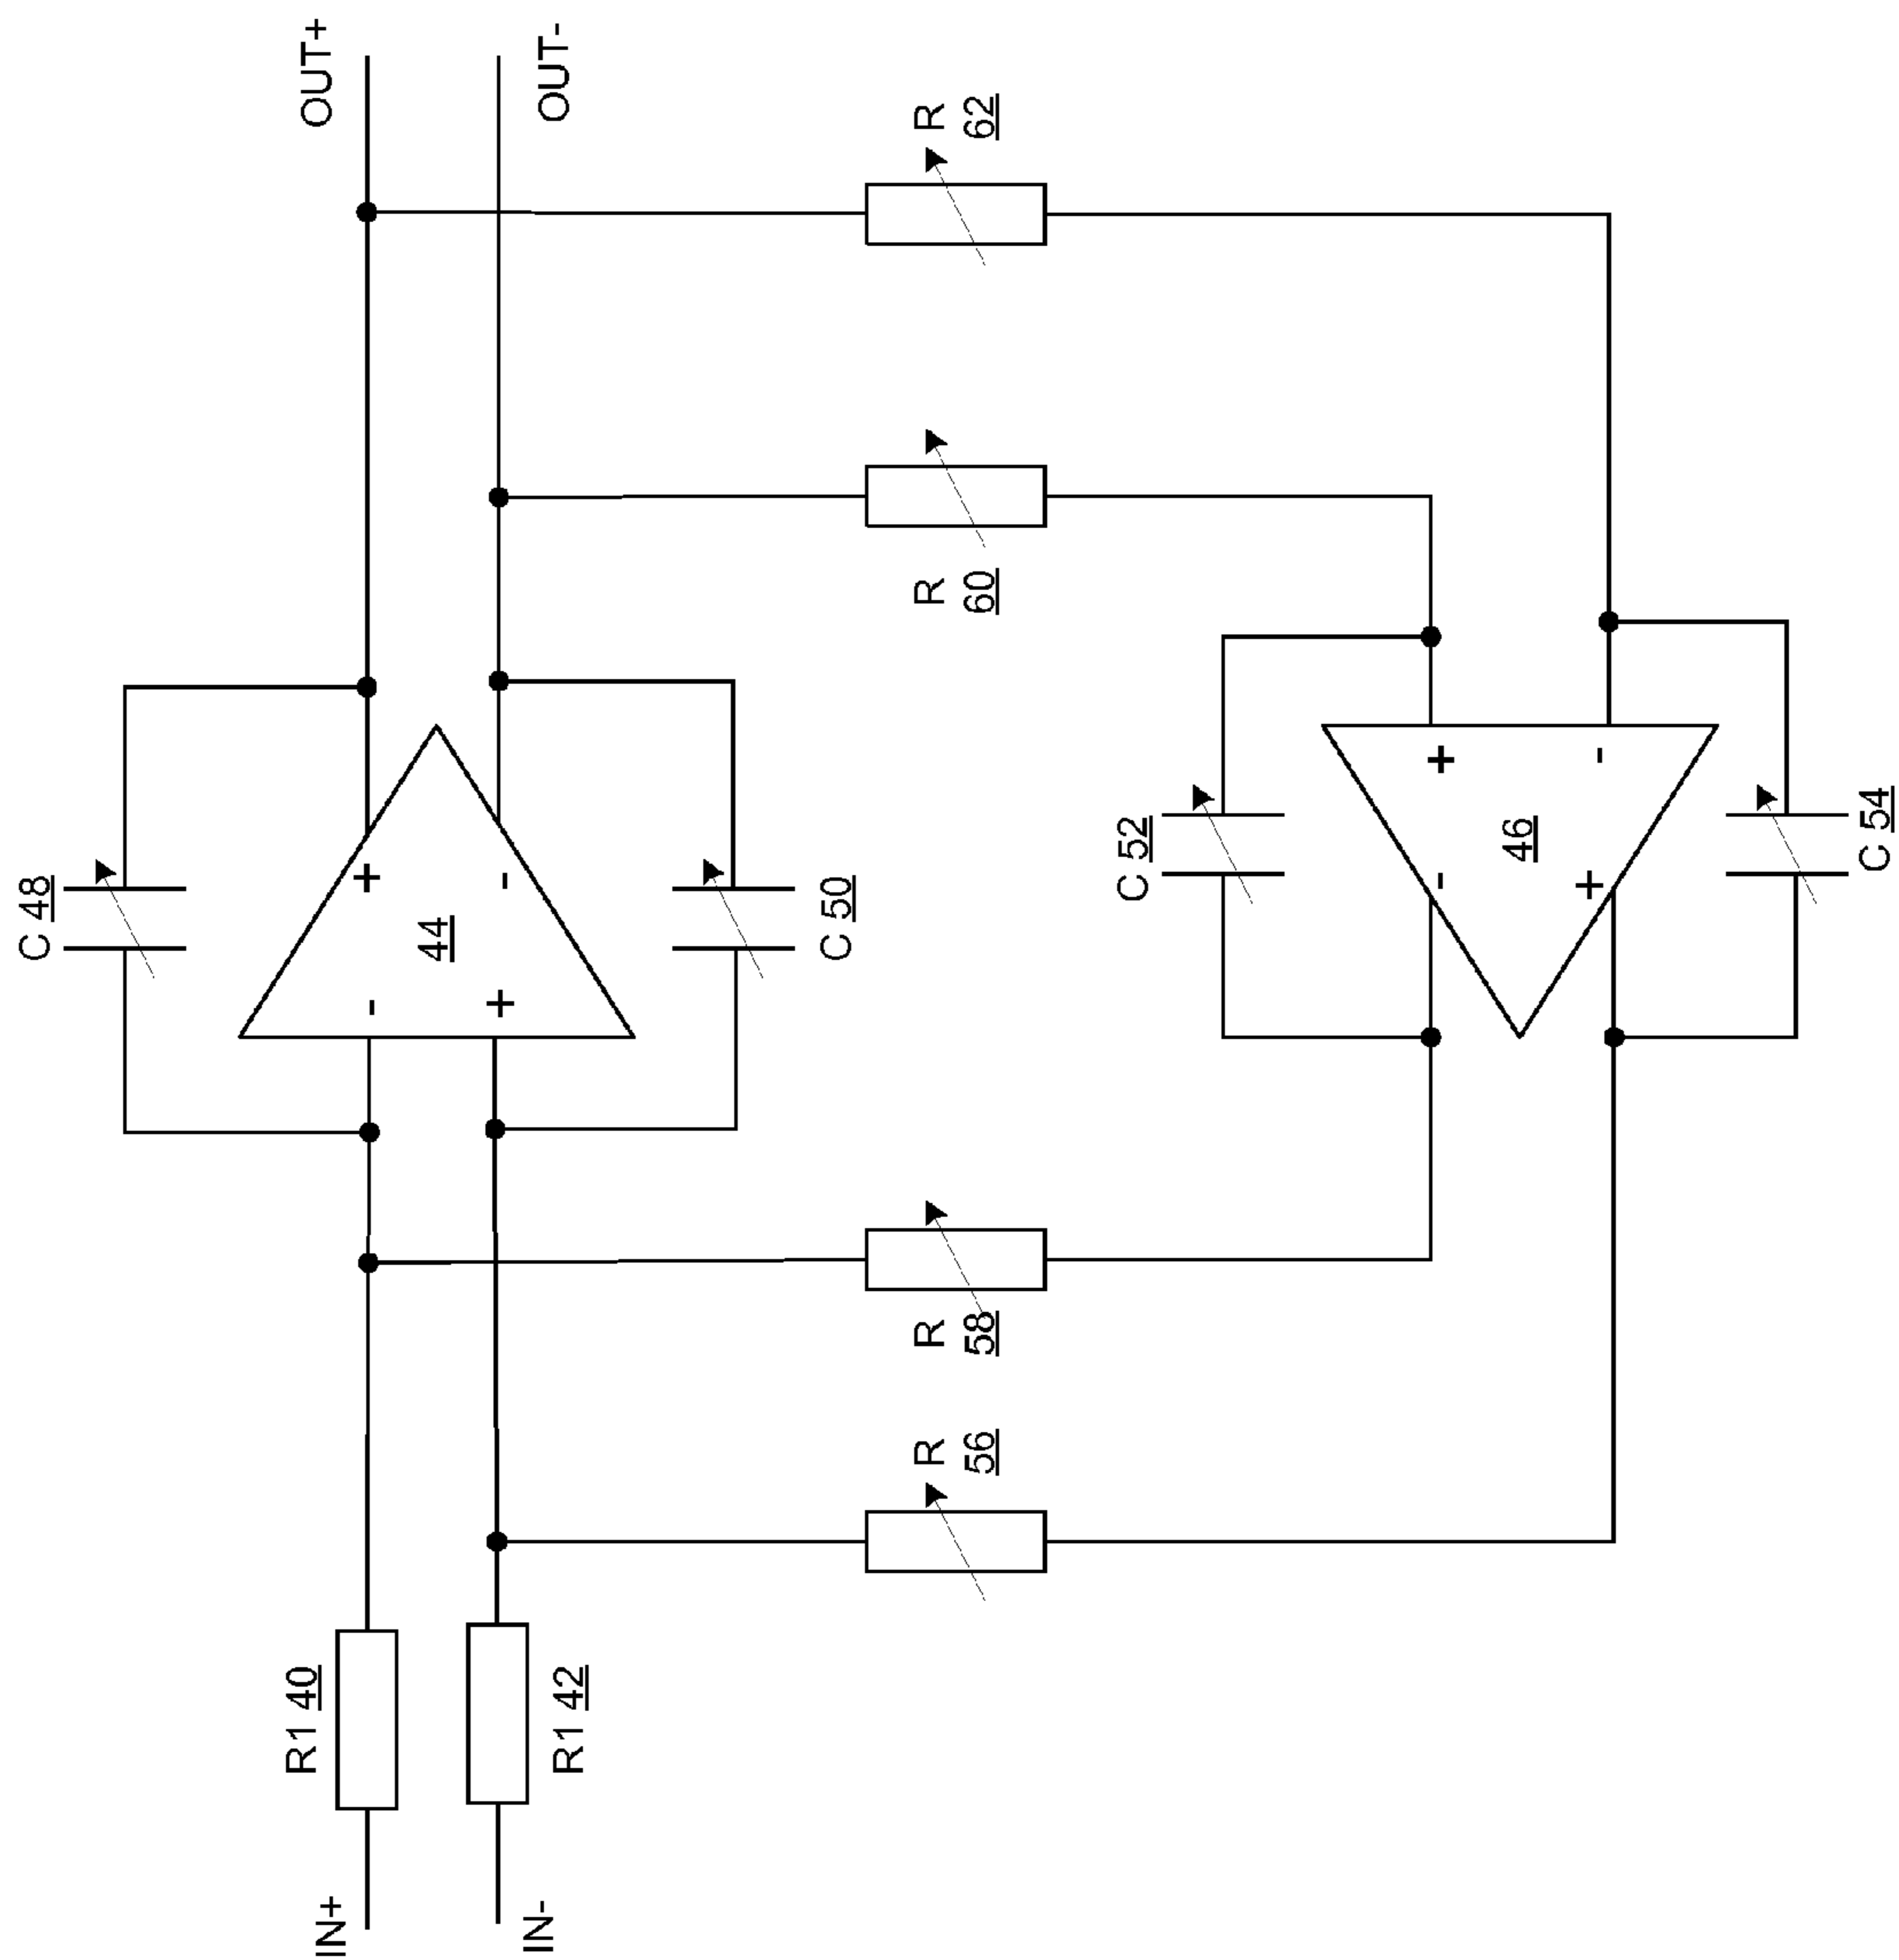 OUT+
OUT-
R
62
R
60
C 48
+
-
44
-
+
C 50
C 52
+
-
46
-
+
C 54
R
58
R
56
R1 40
R1 42
IN+
IN-